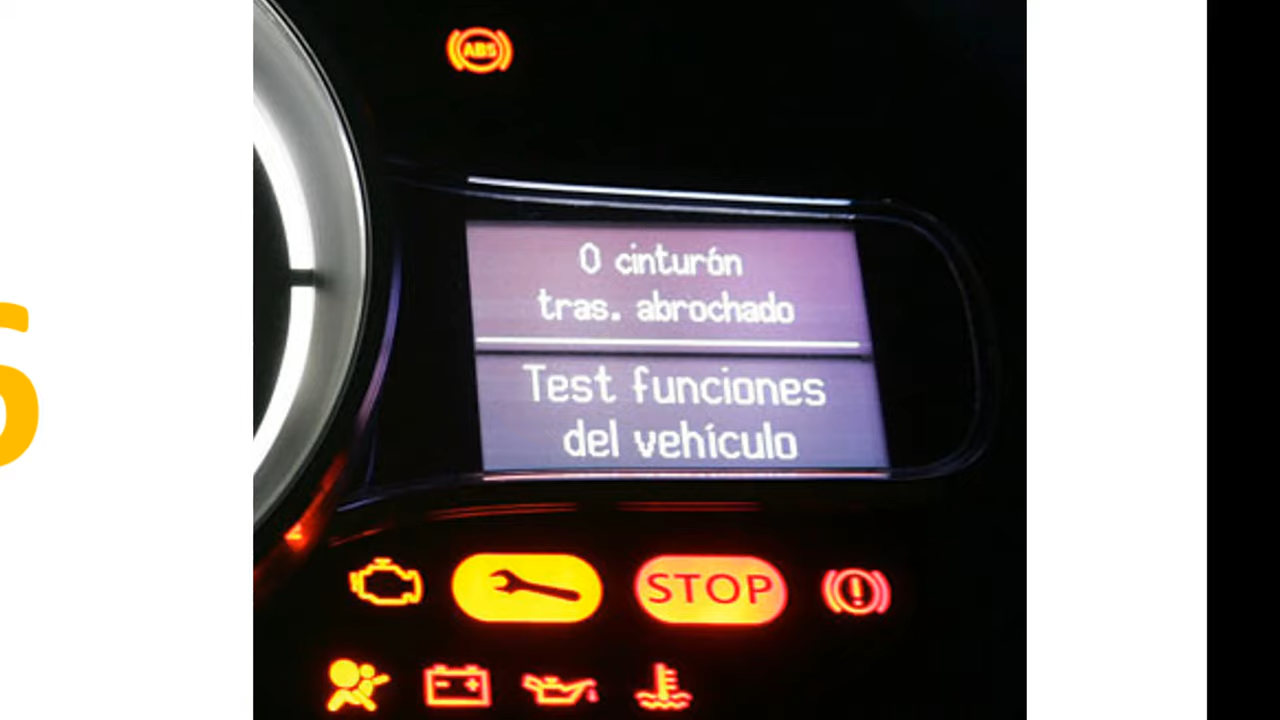 ABS
0 cinturón
tras. abrochado
Test funciones
del vehículo
STOP